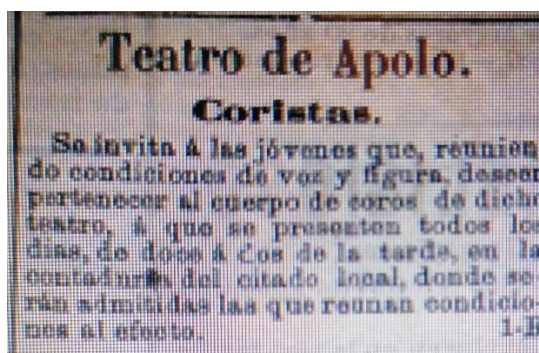 Teatro de Apolo.
Coristas.
Se invita á las jóvenes que, reunien
do condiciones de voz y figura, deseen
pertenecer al cuerpo de coros de dicho
teatro, á que se presenten todos los
dias, de doce á dos de la tarde, en la
contaduría del citado local, donde se-
rán admitidas las que reunan condicio-
nes al efecto.
1-B